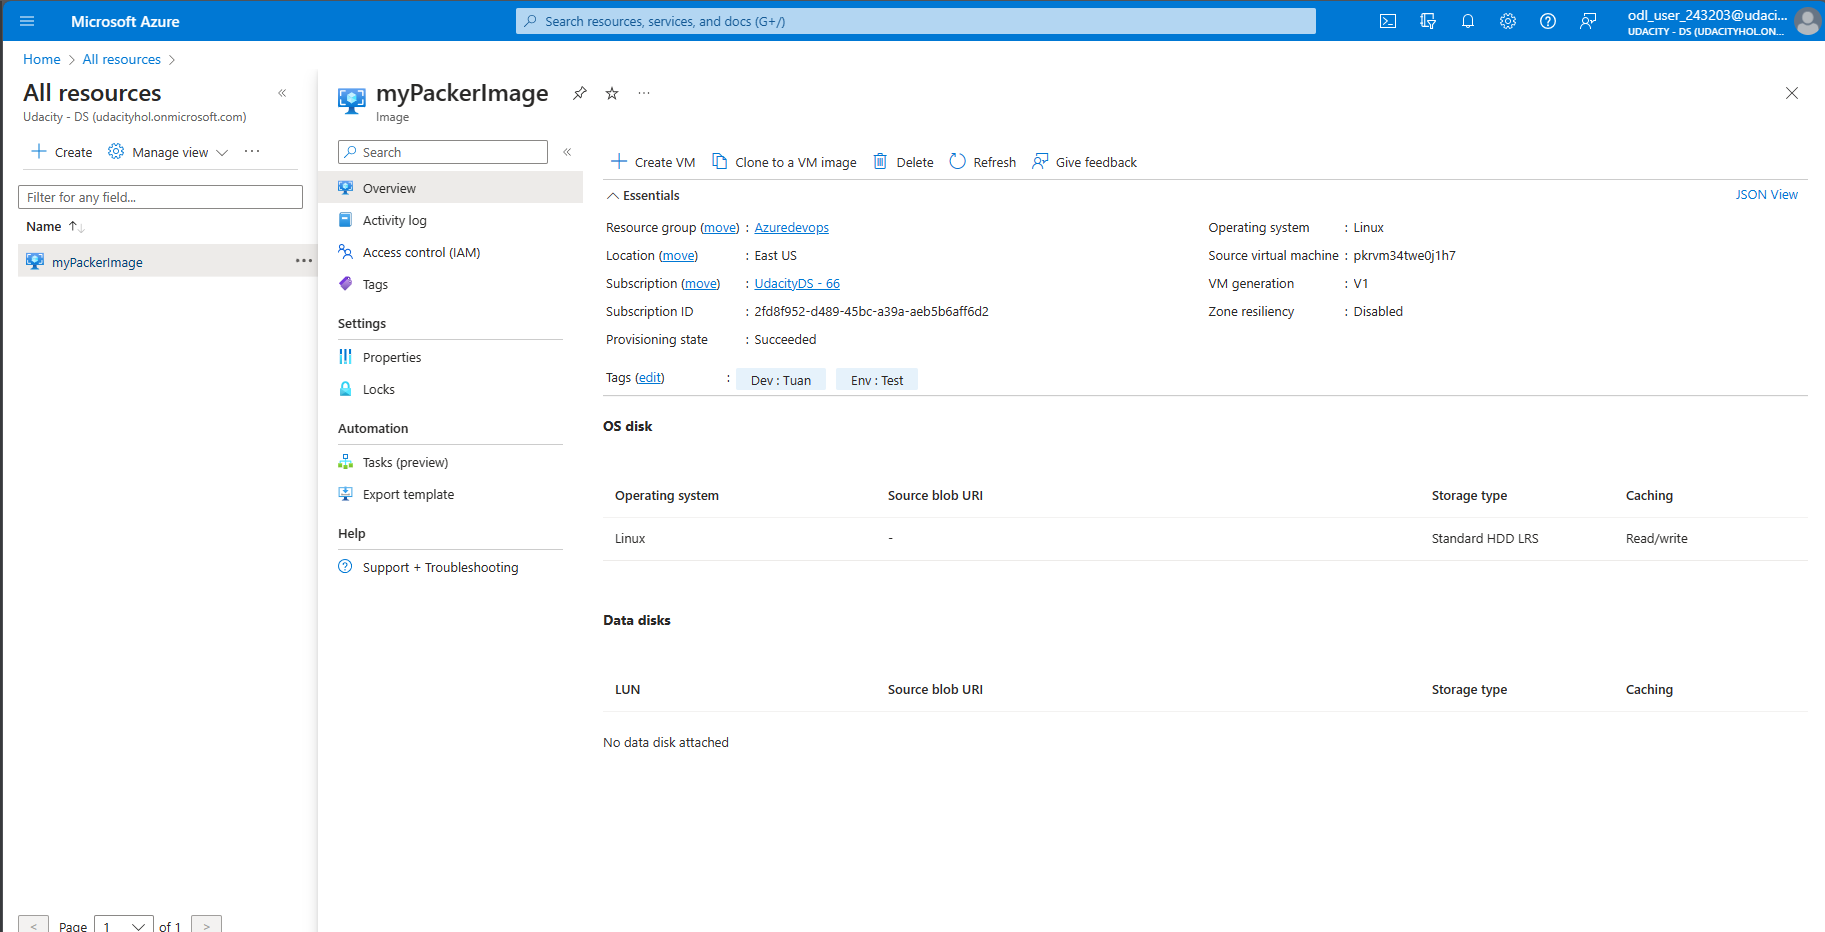 Microsoft Azure
Search resources, services, and docs (G+/)
odl_user_243203@udaci...
UDACITY - DS (UDACITYHOL.ON...
Home > All resources >
All resources
Udacity - DS (udacityhol.onmicrosoft.com)
Create Manage view ...
Filter for any field...
Name
myPackerImage ...
Page 1 of 1
myPackerImage ...
Image
Search
Overview
Activity log
Access control (IAM)
Tags
Settings
Properties
Locks
Automation
Tasks (preview)
Export template
Help
Support + Troubleshooting
Create VM Clone to a VM image Delete Refresh Give feedback
Essentials
JSON View
Resource group (move) : Azuredevops
Location (move) : East US
Subscription (move) : UdacityDS - 66
Subscription ID : 2fd8f952-d489-45bc-a39a-aeb5b6aff6d2
Provisioning state : Succeeded
Operating system : Linux
Source virtual machine : pkrvm34twe0j1h7
VM generation : V1
Zone resiliency : Disabled
Tags (edit) : Dev : Tuan Env : Test
OS disk
Operating system Source blob URI Storage type Caching
Linux - Standard HDD LRS Read/write
Data disks
LUN Source blob URI Storage type Caching
No data disk attached